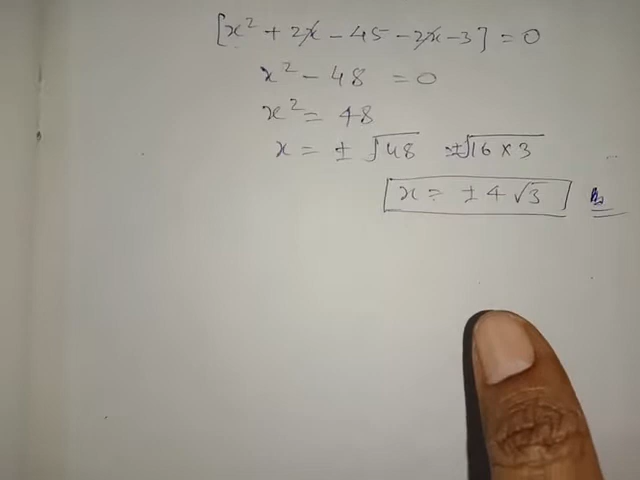 [x² + 2x - 45 - 2x - 3] = 0
x² - 48 = 0
x² = 48
x = ± √48 = ±√16 × 3
x = ± 4 √3